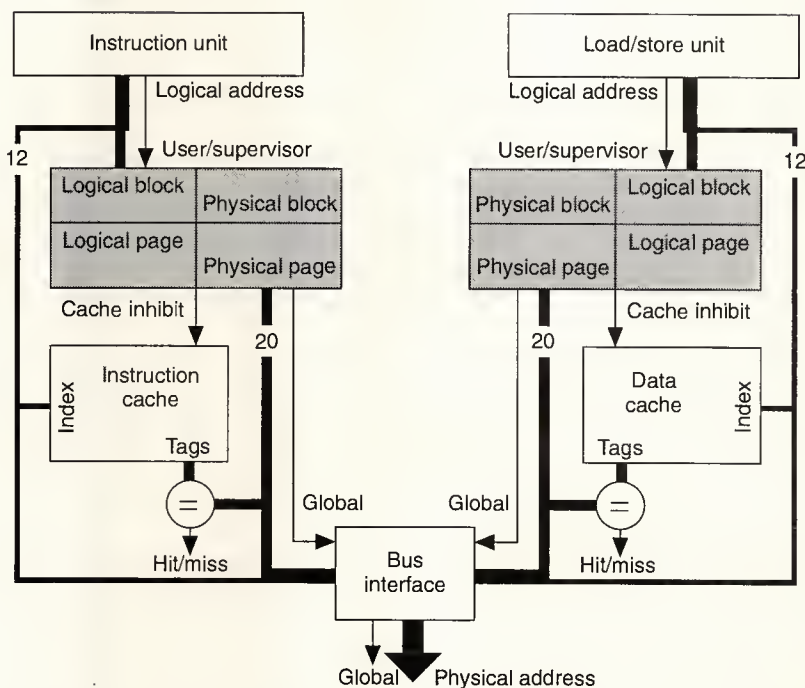 Instruction unit
Load/store unit
Logical address
Logical address
12
User/supervisor
User/supervisor
12
Logical block
Physical block
Logical page
Physical page
Physical block
Logical block
Physical page
Logical page
Cache inhibit
20
20
Cache inhibit
Index
Instruction
cache
Tags
Data
cache
Index
Tags
=
=
Global
Global
Hit/miss
Bus
interface
Hit/miss
Global
Physical address